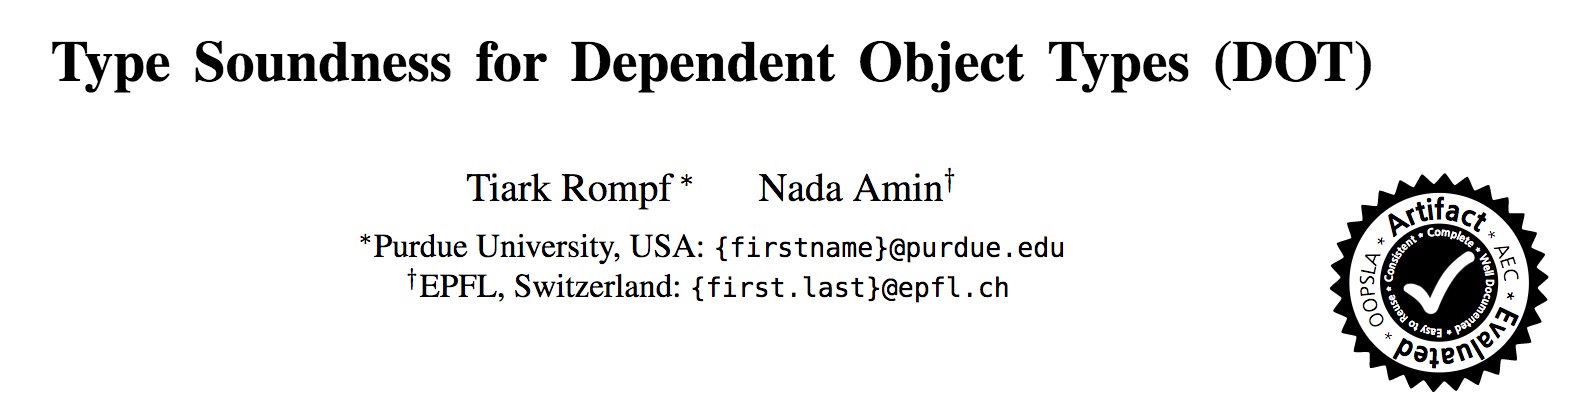 Type Soundness for Dependent Object Types (DOT)
Tiark Rompf * Nada Amin†
*Purdue University, USA: {firstname}@purdue.edu
†EPFL, Switzerland: {first.last}@epfl.ch
Artifact * AEC * Evaluated * OOPSLA *
Consistent * Complete * Well Documented * Easy to Reuse *